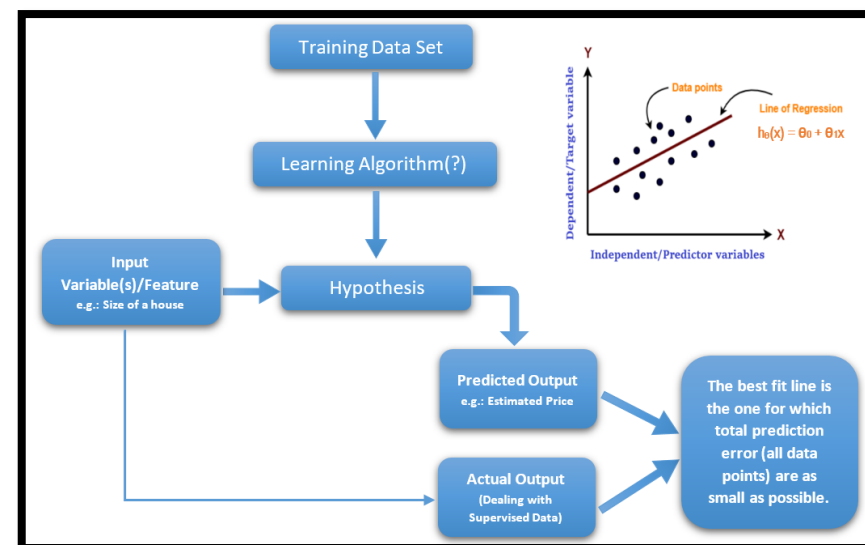 Training Data Set
Learning Algorithm(?)
Input
Variable(s)/Feature
e.g.: Size of a house
Hypothesis
Predicted Output
e.g.: Estimated Price
Actual Output
(Dealing with
Supervised Data)
The best fit line is
the one for which
total prediction
error (all data
points) are as
small as possible.
Y
Data points
Line of Regression
hθ(x) = θ0 + θ1x
Dependent/Target variable
X
Independent/Predictor variables